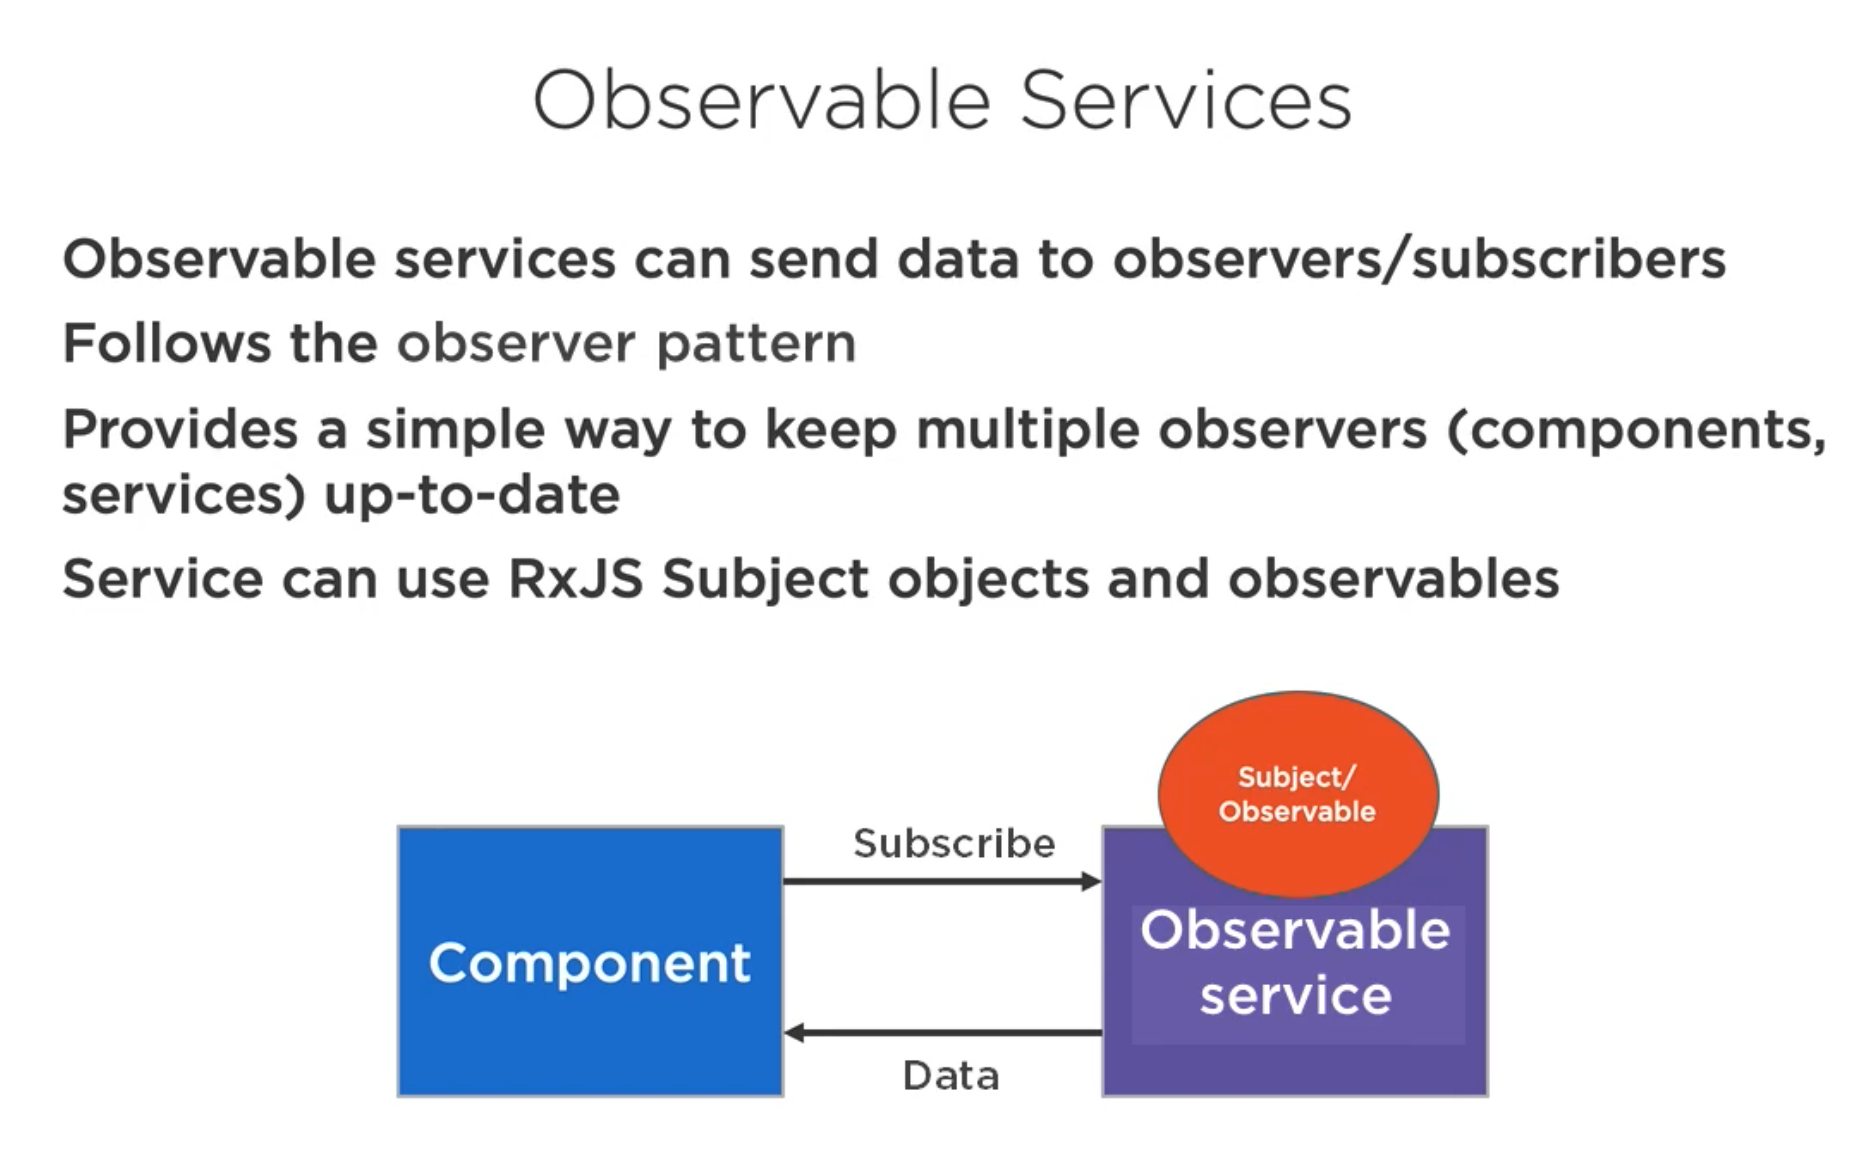 Observable Services
Observable services can send data to observers/subscribers
Follows the observer pattern
Provides a simple way to keep multiple observers (components,
services) up-to-date
Service can use RxJS Subject objects and observables
Subject/
Observable
Subscribe
Component
Observable
service
Data